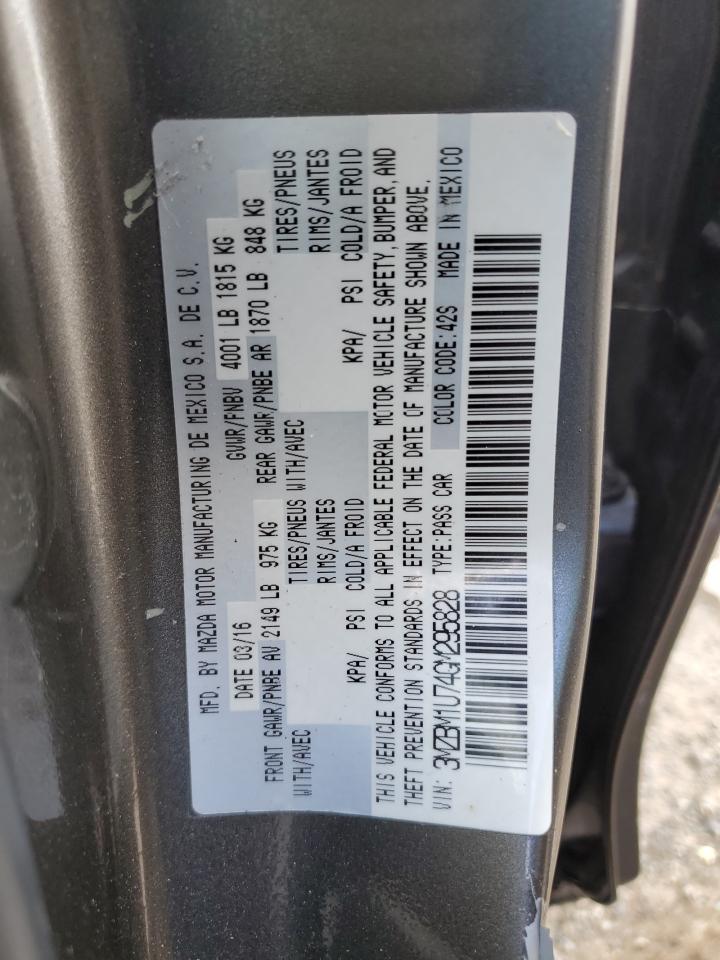 MFD. BY MAZDA MOTOR MANUFACTURING DE MEXICO S.A. DE C.V.
DATE 03/16 GVWR/PNBV 4001 LB 1815 KG
FRONT GAWR/PNBE AV 2149 LB 975 KG REAR GAWR/PNBE AR 1870 LB 848 KG
WITH/AVEC TIRES/PNEUS WITH/AVEC TIRES/PNEUS
RIMS/JANTES RIMS/JANTES
KPA/ PSI COLD/A FROID KPA/ PSI COLD/A FROID
THIS VEHICLE CONFORMS TO ALL APPLICABLE FEDERAL MOTOR VEHICLE SAFETY, BUMPER, AND
THEFT PREVENTION STANDARDS IN EFFECT ON THE DATE OF MANUFACTURE SHOWN ABOVE.
VIN: 3MZBM1U74GM295828 TYPE:PASS CAR COLOR CODE:42S MADE IN MEXICO